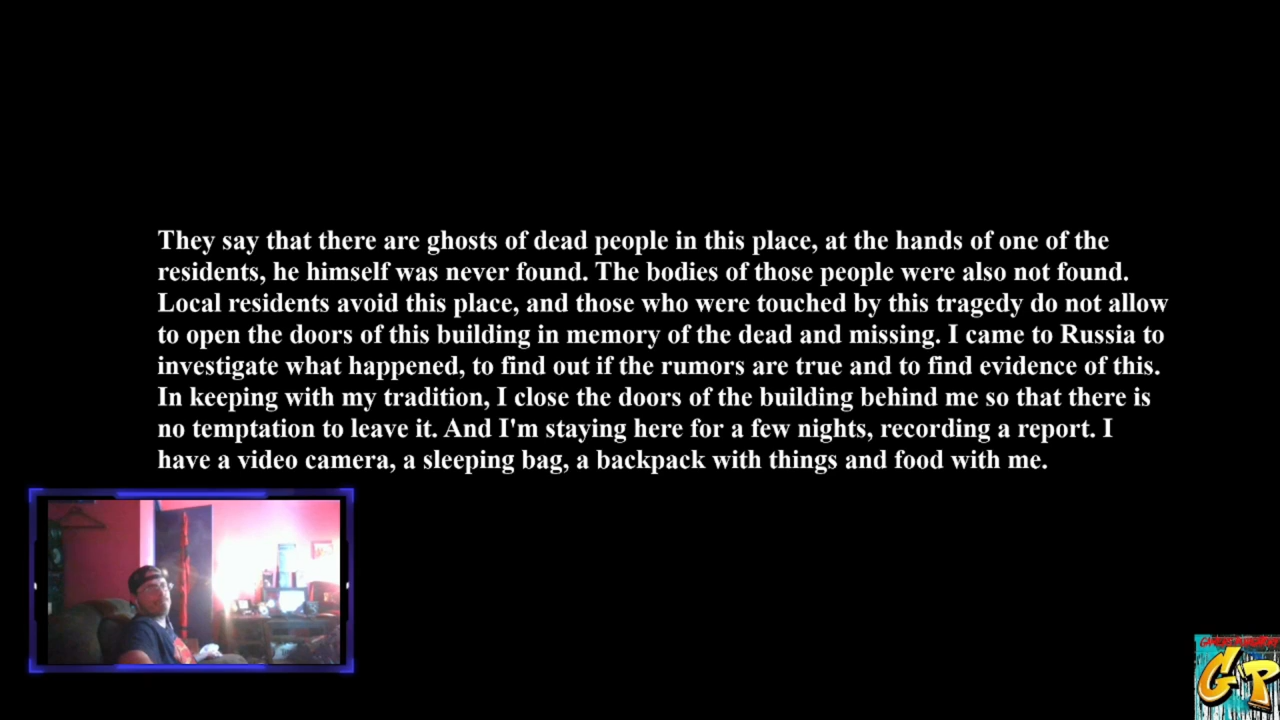 They say that there are ghosts of dead people in this place, at the hands of one of the
residents, he himself was never found. The bodies of those people were also not found.
Local residents avoid this place, and those who were touched by this tragedy do not allow
to open the doors of this building in memory of the dead and missing. I came to Russia to
investigate what happened, to find out if the rumors are true and to find evidence of this.
In keeping with my tradition, I close the doors of the building behind me so that there is
no temptation to leave it. And I'm staying here for a few nights, recording a report. I
have a video camera, a sleeping bag, a backpack with things and food with me.
GP